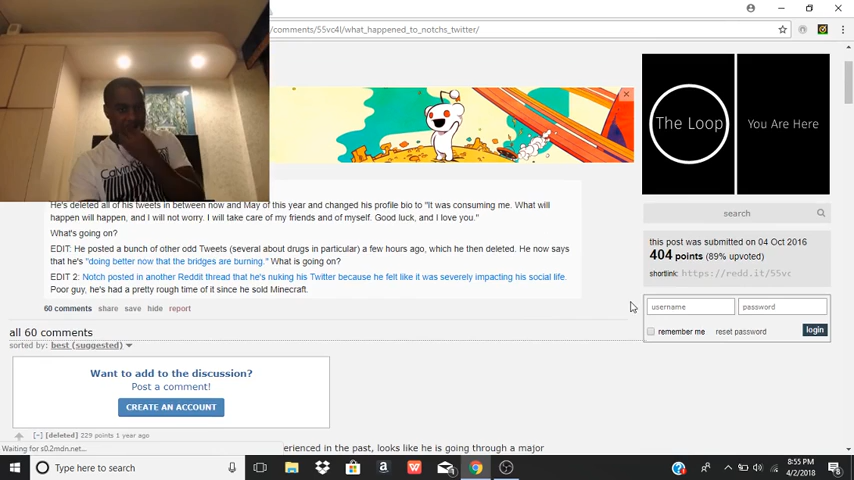 /comments/55vc4l/what_happened_to_notchs_twitter/
The Loop
You Are Here
search
this post was submitted on 04 Oct 2016
404 points (89% upvoted)
shortlink: https://redd.it/55vc
username
password
remember me
reset password
login
He's deleted all of his tweets in between now and May of this year and changed his profile bio to "It was consuming me. What will
happen will happen, and I will not worry. I will take care of my friends and of myself. Good luck, and I love you."
What's going on?
EDIT: He posted a bunch of other odd Tweets (several about drugs in particular) a few hours ago, which he then deleted. He now says
that he's "doing better now that the bridges are burning." What is going on?
EDIT 2: Notch posted in another Reddit thread that he's nuking his Twitter because he felt like it was severely impacting his social life.
Poor guy, he's had a pretty rough time of it since he sold Minecraft.
60 comments share save hide report
all 60 comments
sorted by: best (suggested)
Want to add to the discussion?
Post a comment!
CREATE AN ACCOUNT
[–] [deleted] 229 points 1 year ago
erienced in the past, looks like he is going through a major
Waiting for s0.2mdn.net...
Type here to search
8:55 PM
4/2/2018